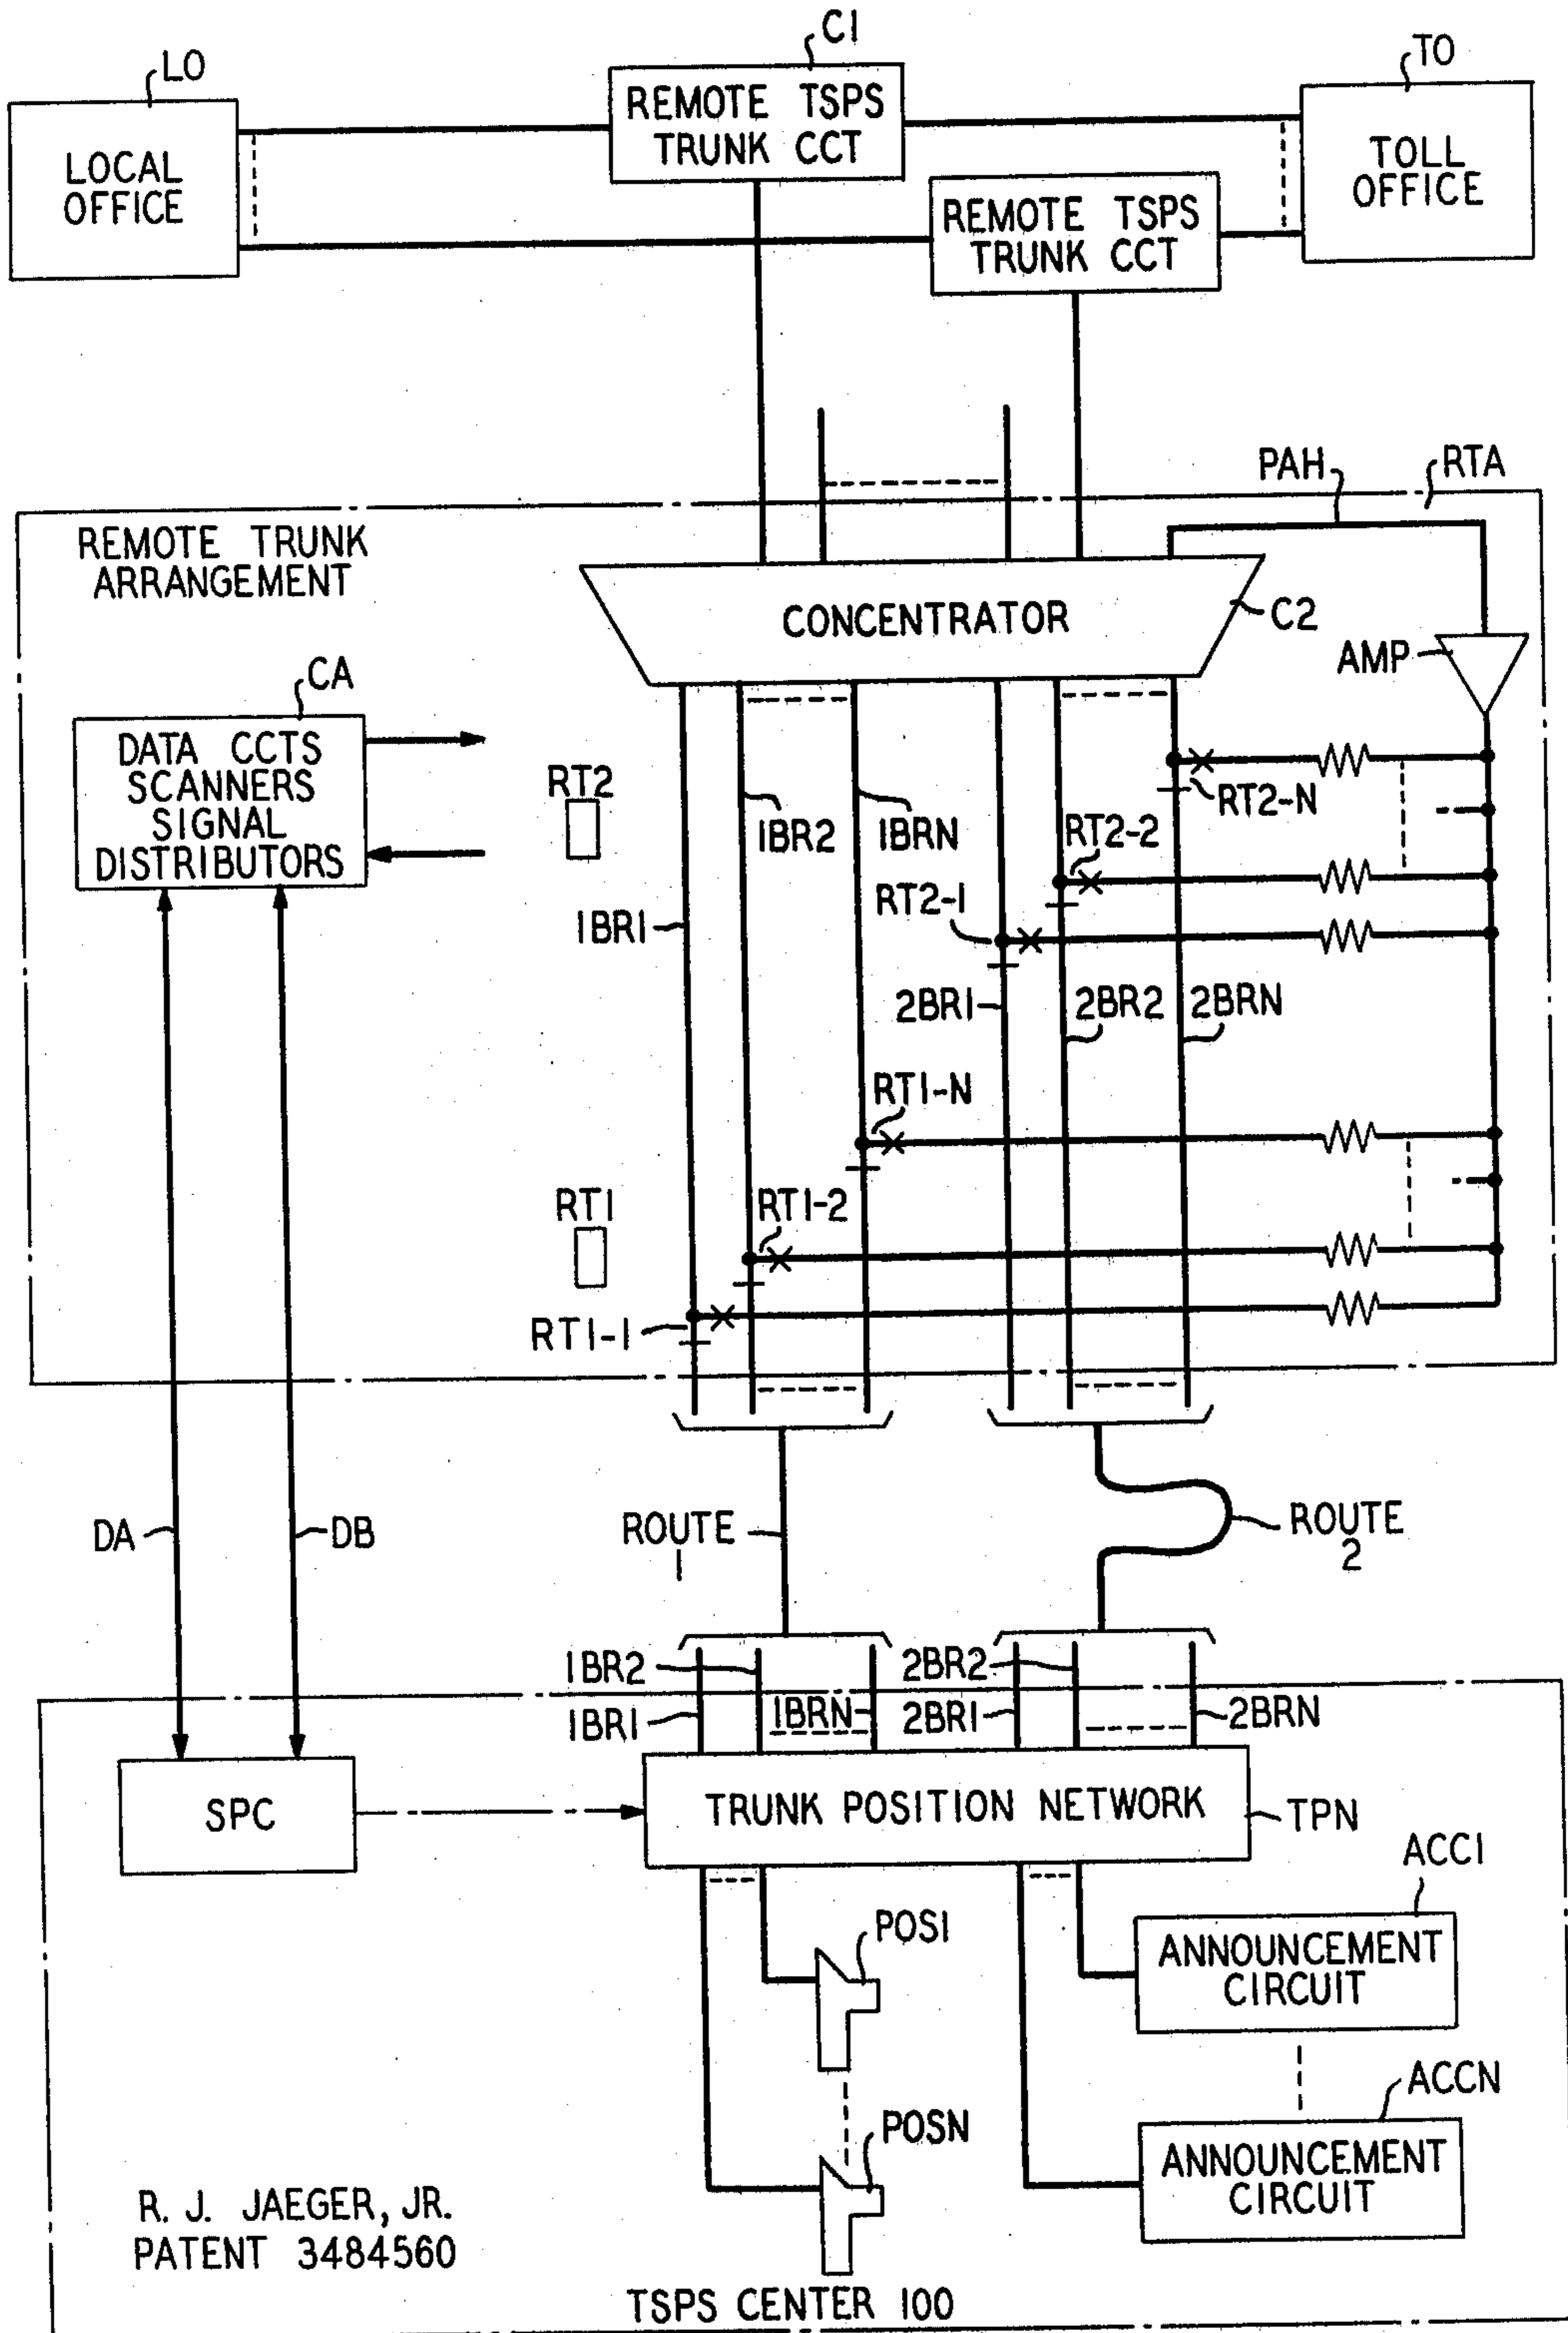 C1
LO
TO
REMOTE TSPS
TRUNK CCT
LOCAL
OFFICE
TOLL
OFFICE
REMOTE TSPS
TRUNK CCT
PAH
RTA
REMOTE TRUNK
ARRANGEMENT
CONCENTRATOR
C2
AMP
CA
DATA CCTS
SCANNERS
SIGNAL
DISTRIBUTORS
RT2
1BR2
1BRN
RT2-N
RT2-2
RT2-1
1BR1
2BR1
2BR2
2BRN
RT1-N
RT1
RT1-2
RT1-1
DA
DB
ROUTE
1
ROUTE
2
1BR2
2BR2
1BR1
1BRN
2BR1
2BRN
SPC
TRUNK POSITION NETWORK
TPN
ACC1
POS1
ANNOUNCEMENT
CIRCUIT
ACCN
POSN
ANNOUNCEMENT
CIRCUIT
R. J. JAEGER, JR.
PATENT 3484560
TSPS CENTER 100